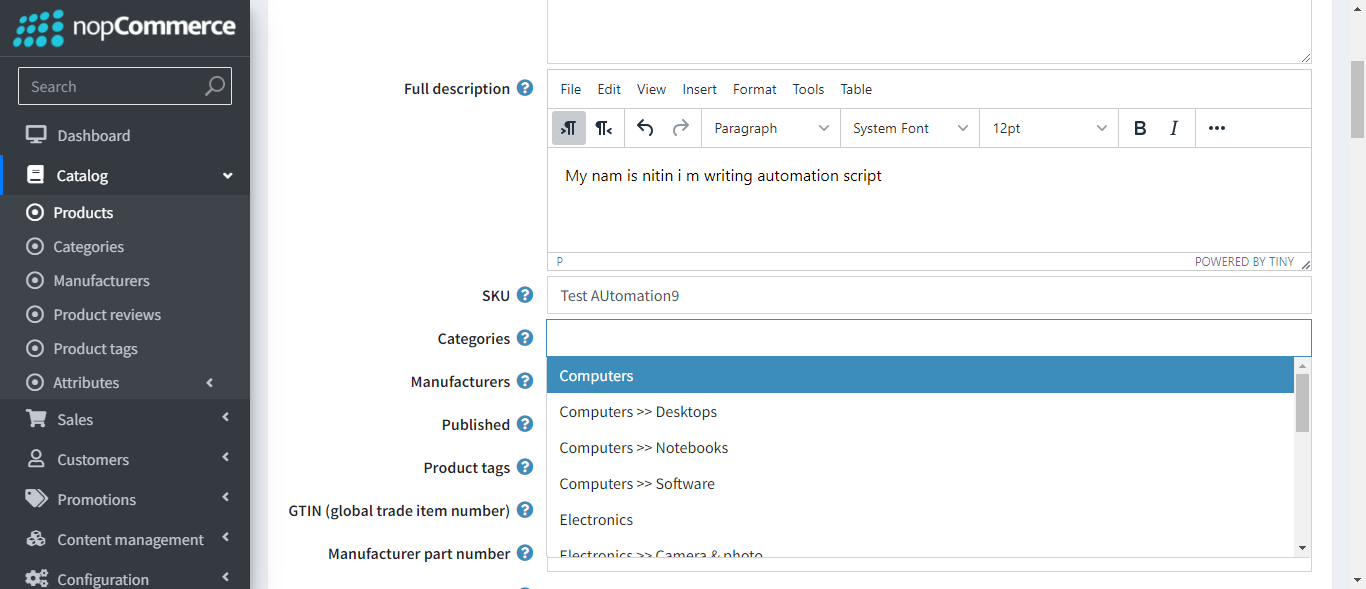 nopCommerce
Search
Dashboard
Catalog
Products
Categories
Manufacturers
Product reviews
Product tags
Attributes
Sales
Customers
Promotions
Content management
Configuration
Full description ?
File Edit View Insert Format Tools Table
Paragraph System Font 12pt B I
My nam is nitin i m writing automation script
P POWERED BY TINY
SKU ? Test AUtomation9
Categories ?
Manufacturers ?
Published ?
Product tags ?
GTIN (global trade item number) ?
Manufacturer part number ?
Computers
Computers >> Desktops
Computers >> Notebooks
Computers >> Software
Electronics
Electronics >> Camera & photo